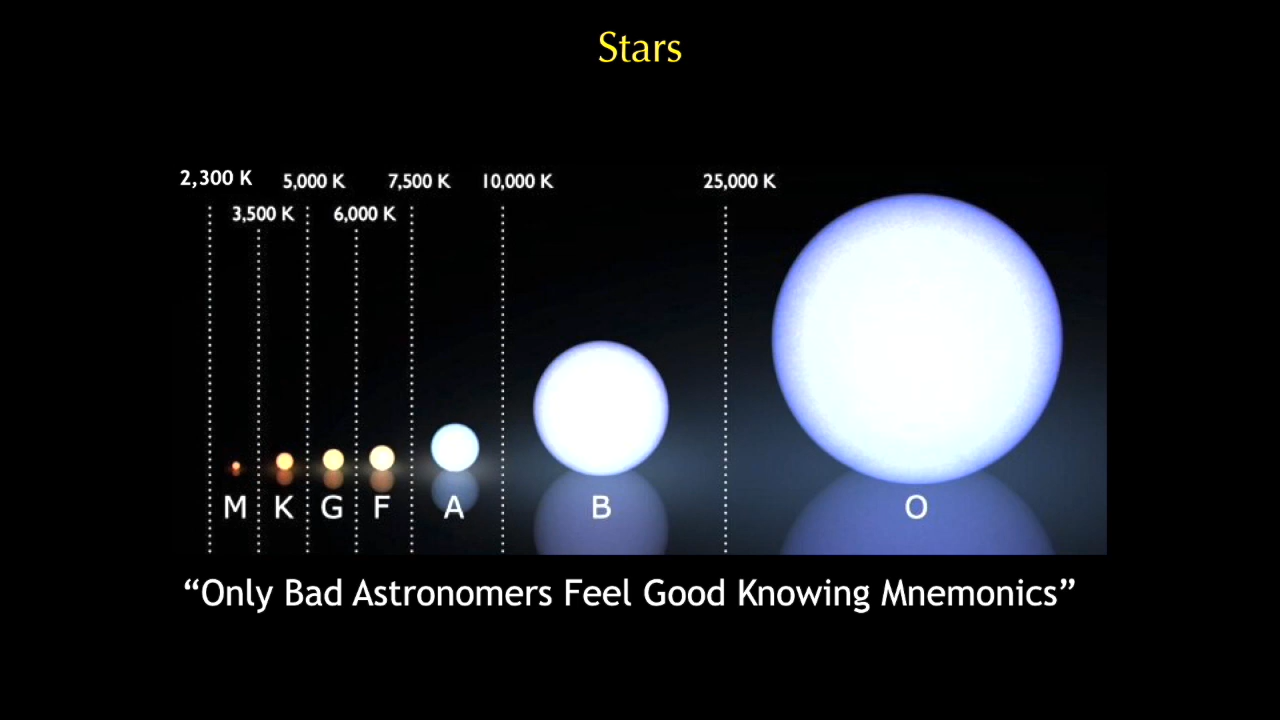 Stars
2,300 K 5,000 K 7,500 K 10,000 K 25,000 K
3,500 K 6,000 K
M K G F A B O
“Only Bad Astronomers Feel Good Knowing Mnemonics”